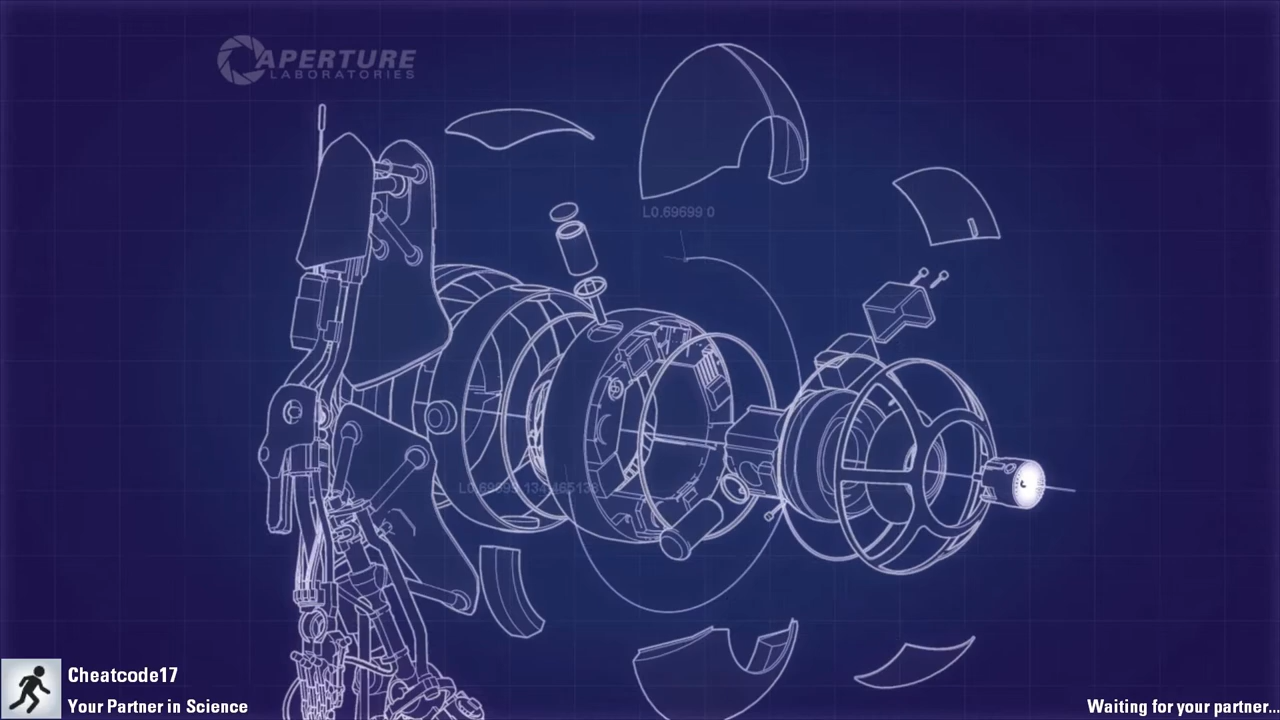 APERTURE
LABORATORIES
L0.69699 0
Cheatcode17
Your Partner in Science
Waiting for your partner...